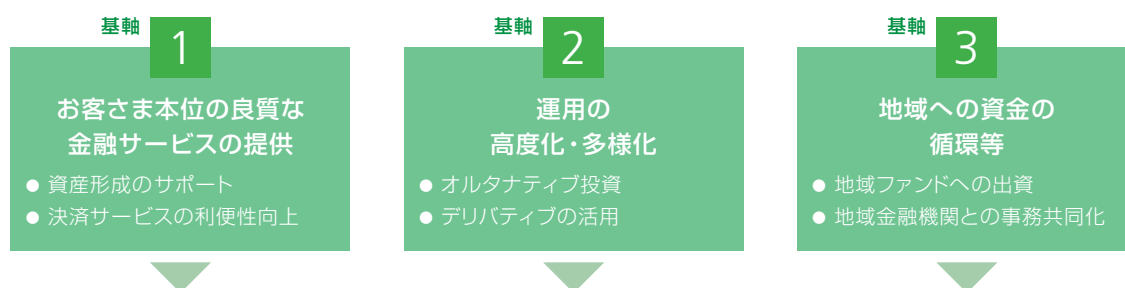 基軸 1
お客さま本位の良質な
金融サービスの提供
● 資産形成のサポート
● 決済サービスの利便性向上
基軸 2
運用の
高度化・多様化
● オルタナティブ投資
● デリバティブの活用
基軸 3
地域への資金の
循環等
● 地域ファンドへの出資
● 地域金融機関との事務共同化